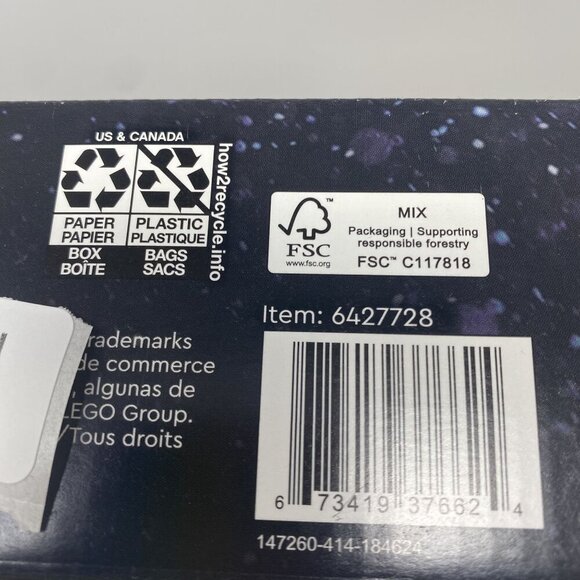 US & CANADA
how2recycle.info
PAPER
PAPIER
BOX
BOÎTE
PLASTIC
PLASTIQUE
BAGS
SACS
FSC
www.fsc.org
MIX
Packaging | Supporting
responsible forestry
FSC™ C117818
rademarks
de commerce
, algunas de
LEGO Group.
/Tous droits
Item: 6427728
6 73419 37662 4
147260-414-184624